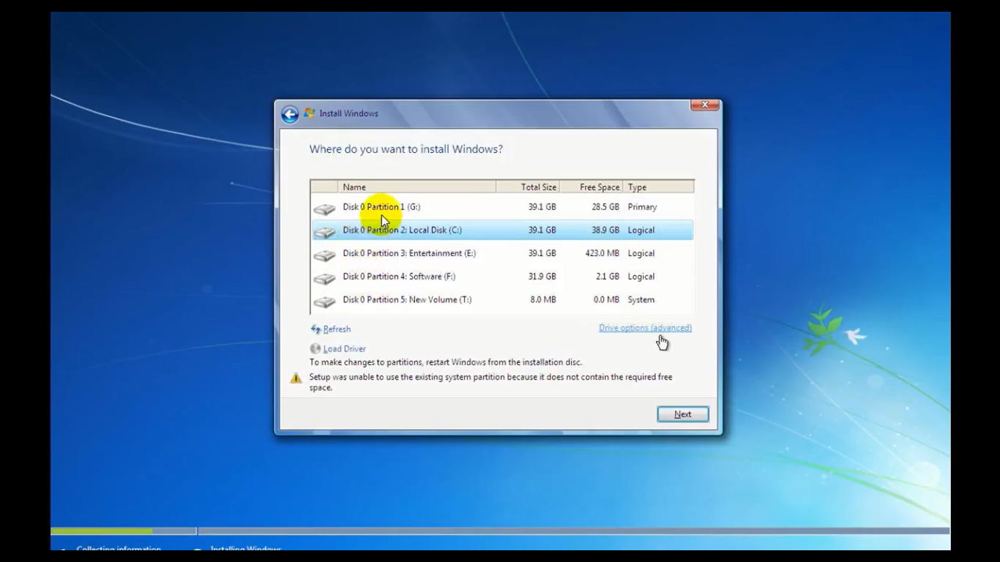 Install Windows
Where do you want to install Windows?
Name Total Size Free Space Type
Disk 0 Partition 1 (G:) 39.1 GB 28.5 GB Primary
Disk 0 Partition 2: Local Disk (C:) 39.1 GB 38.9 GB Logical
Disk 0 Partition 3: Entertainment (E:) 39.1 GB 423.0 MB Logical
Disk 0 Partition 4: Software (F:) 31.9 GB 2.1 GB Logical
Disk 0 Partition 5: New Volume (T:) 8.0 MB 0.0 MB System
Refresh Drive options (advanced)
Load Driver
To make changes to partitions, restart Windows from the installation disc.
Setup was unable to use the existing system partition because it does not contain the required free
space.
Next
Collecting information Installing Windows